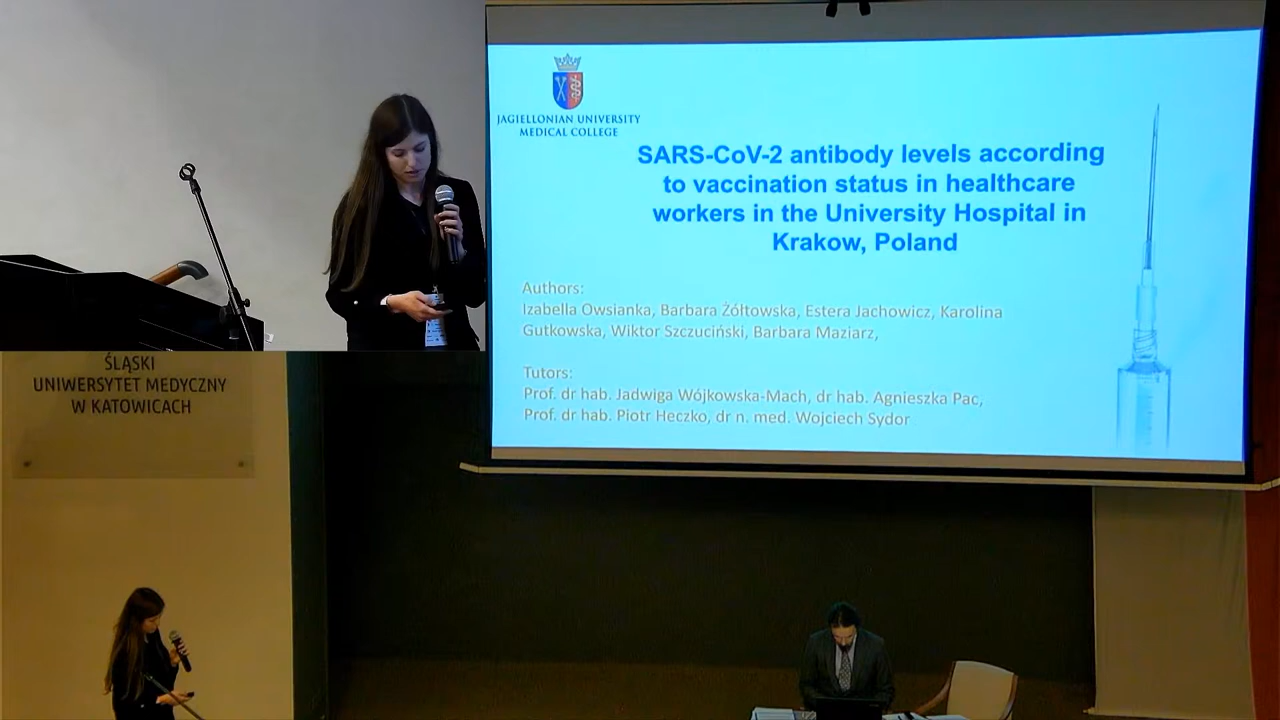 JAGIELLONIAN UNIVERSITY
MEDICAL COLLEGE
SARS-CoV-2 antibody levels according
to vaccination status in healthcare
workers in the University Hospital in
Krakow, Poland
Authors:
Izabella Owsianka, Barbara Żółtowska, Estera Jachowicz, Karolina
Gutkowska, Wiktor Szczuciński, Barbara Maziarz,
Tutors:
Prof. dr hab. Jadwiga Wójkowska-Mach, dr hab. Agnieszka Pac,
Prof. dr hab. Piotr Heczko, dr n. med. Wojciech Sydor
ŚLĄSKI
UNIWERSYTET MEDYCZNY
W KATOWICACH